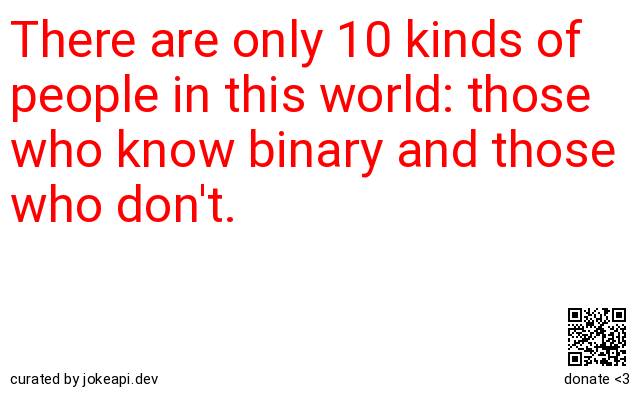 There are only 10 kinds of
people in this world: those
who know binary and those
who don't.
curated by jokeapi.dev
donate <3